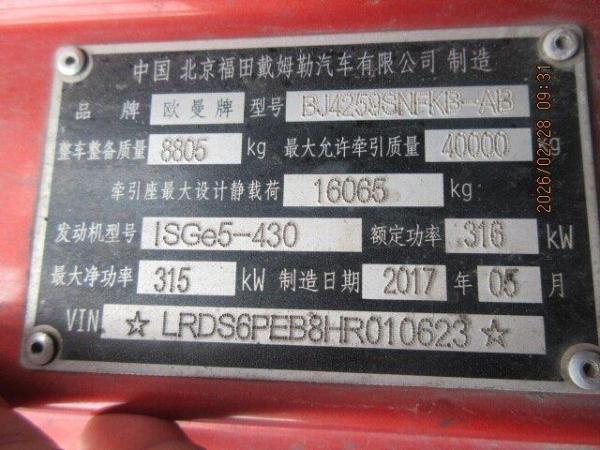 中国 北京福田戴姆勒汽车有限公司 制造
品 牌 欧曼牌 型号 BJ4259SNFKB-AB
整车整备质量 8805 kg 最大允许牵引质量 40000 kg
牵引座最大设计静载荷 16065 kg
发动机型号 ISGe5-430 额定功率 316 kW
最大净功率 315 kW 制造日期 2017 年 05 月
VIN ☆ LRDS6PEB8HR010623 ☆
2026/02/28 09:31